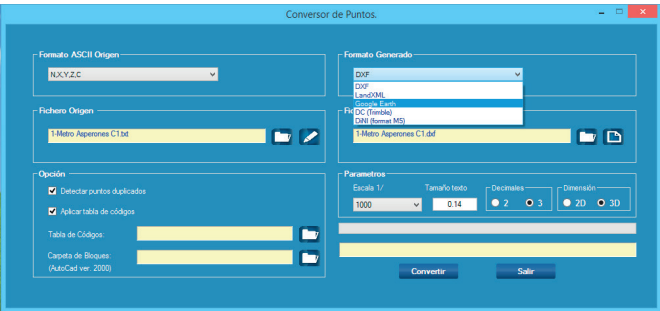 Conversor de Puntos.
Formato ASCII Origen
N,X,Y,Z,C
Formato Generado
DXF
DXF
LandXML
Google Earth
DC (Trimble)
DiNI (format M5)
Fichero Origen
1-Metro Asperones C1.txt
Fi
1-Metro Asperones C1.dxf
Opción
Detectar puntos duplicados
Aplicar tabla de códigos
Tabla de Códigos:
Carpeta de Bloques:
(AutoCad ver. 2000)
Parametros
Escala 1/
Tamaño texto
Decimales
Dimensión
1000
0.14
2
3
2D
3D
Convertir
Salir